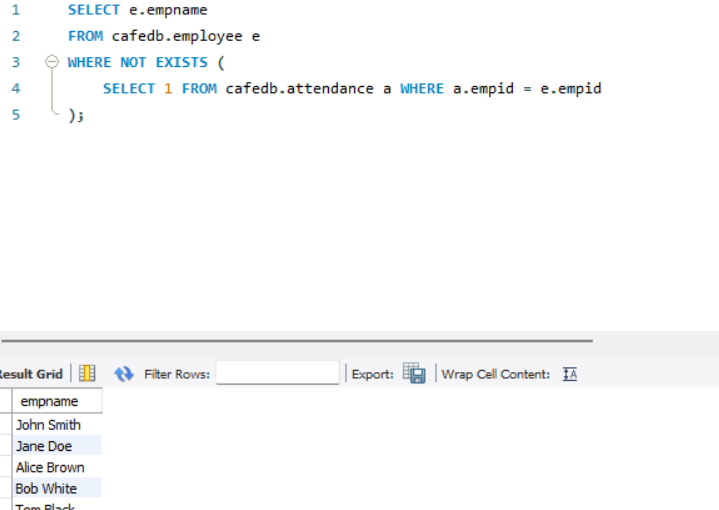 1 SELECT e.empname
2 FROM cafedb.employee e
3 WHERE NOT EXISTS (
4 SELECT 1 FROM cafedb.attendance a WHERE a.empid = e.empid
5 );
Result Grid Filter Rows: Export: Wrap Cell Content: IA
empname
John Smith
Jane Doe
Alice Brown
Bob White
Tom Black